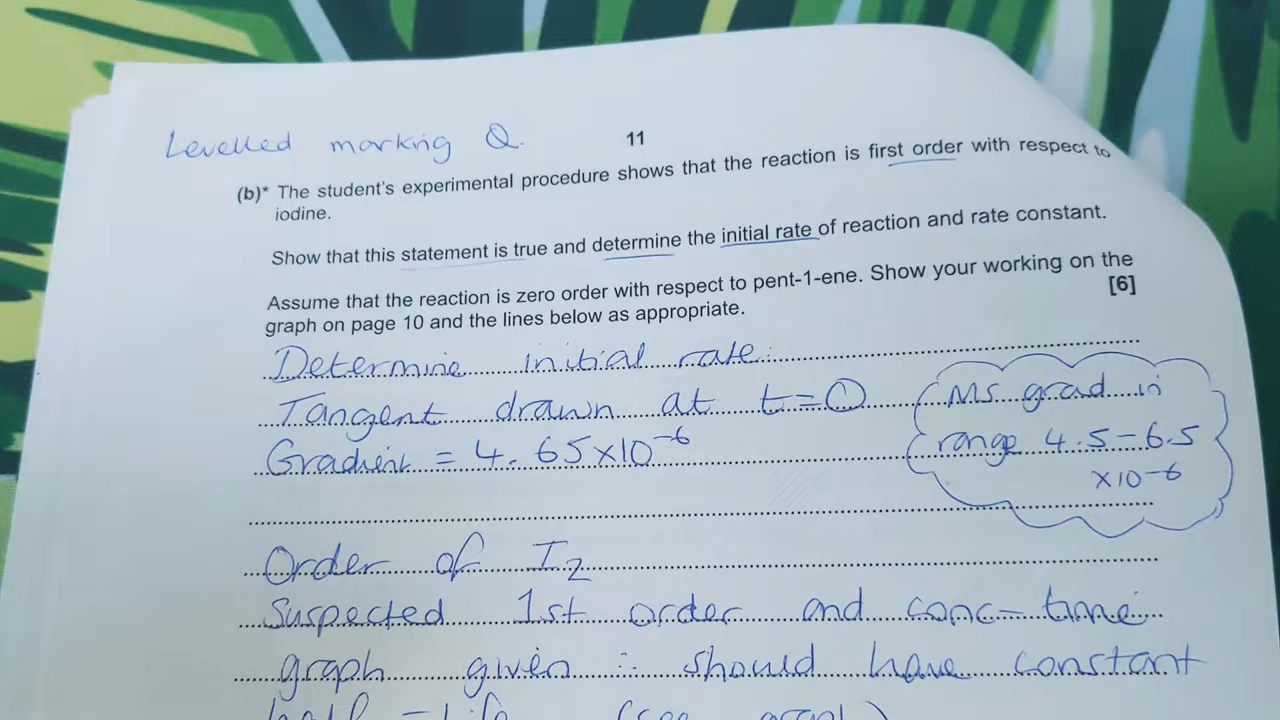 Levelled marking Q.
11
(b)* The student's experimental procedure shows that the reaction is first order with respect to
iodine.
Show that this statement is true and determine the initial rate of reaction and rate constant.
Assume that the reaction is zero order with respect to pent-1-ene. Show your working on the
graph on page 10 and the lines below as appropriate.
[6]
Determine initial rate:
Tangent drawn at t=0
Gradient = 4.65×10⁻⁶
Ms grad in
range 4.5–6.5
×10⁻⁶
Order of I₂
Suspected 1st order and conc–time
graph given ∴ should have constant
half-life (see graph)